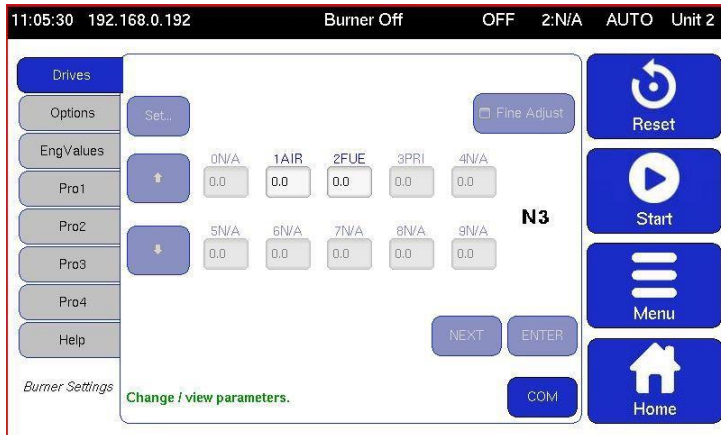 11:05:30 192.168.0.192 Burner Off OFF 2:N/A AUTO Unit 2
Drives
Options
EngValues
Pro1
Pro2
Pro3
Pro4
Help
Burner Settings
Set...
Fine Adjust
0N/A 1AIR 2FUE 3PRI 4N/A
0.0 0.0 0.0 0.0 0.0
N3
5N/A 6N/A 7N/A 8N/A 9N/A
0.0 0.0 0.0 0.0 0.0
NEXT ENTER
Change / view parameters.
COM
Reset
Start
Menu
Home